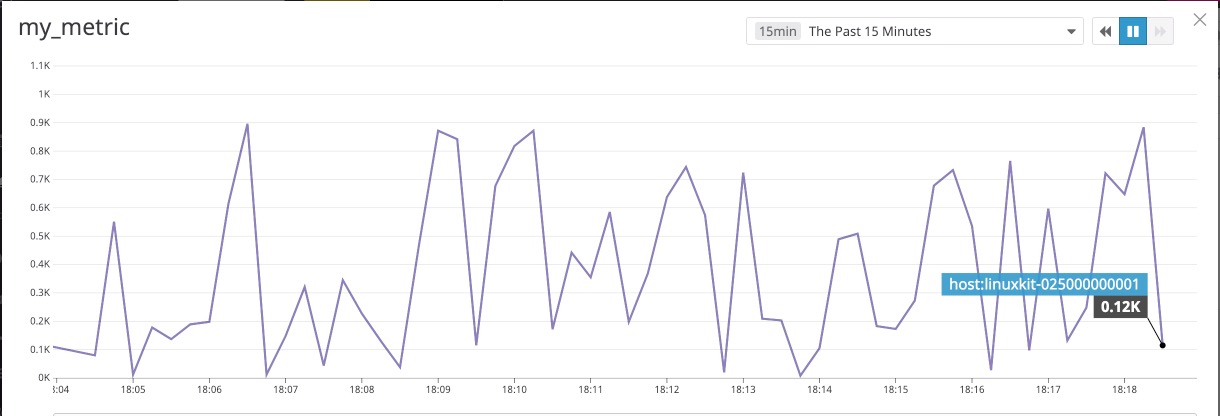 my_metric
15min The Past 15 Minutes
1.1K
1K
0.9K
0.8K
0.7K
0.6K
0.5K
0.4K
0.3K
0.2K
0.1K
0K
host:linuxkit-025000000001
0.12K
:04 18:05 18:06 18:07 18:08 18:09 18:10 18:11 18:12 18:13 18:14 18:15 18:16 18:17 18:18